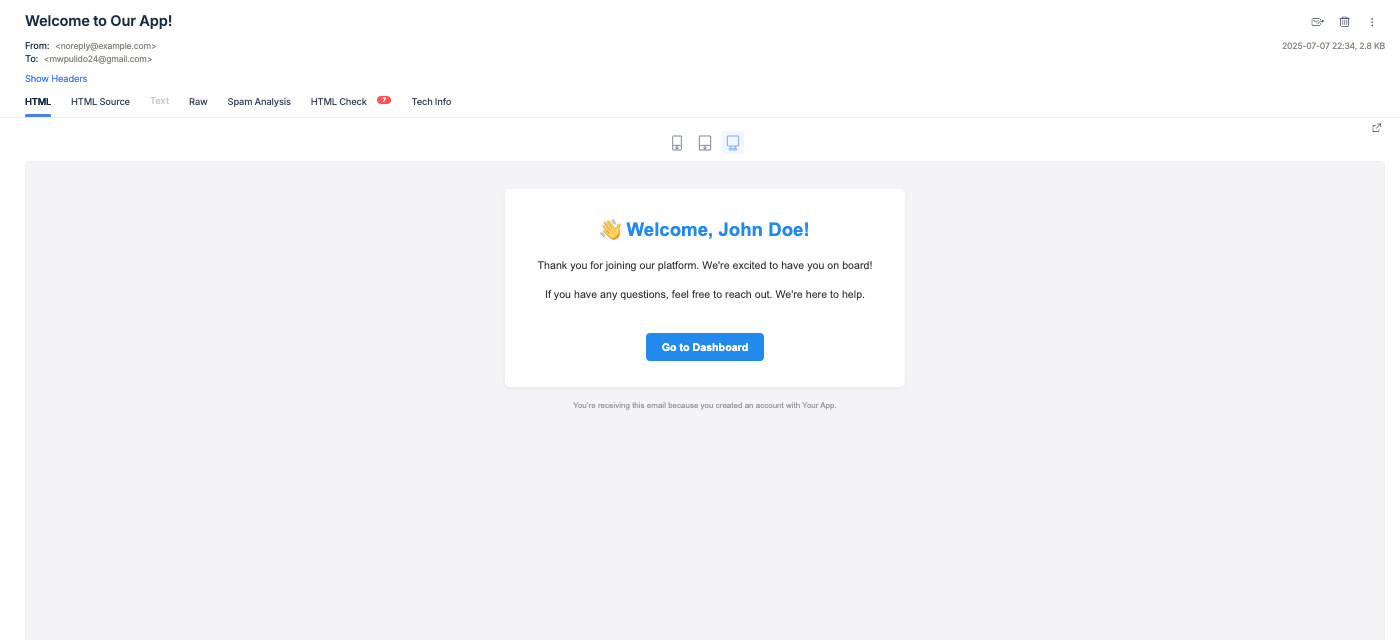 Welcome to Our App!
From: <noreply@example.com>
2025-07-07 22:34, 2.8 KB
To: <mwpulido24@gmail.com>
Show Headers
HTML HTML Source Text Raw Spam Analysis HTML Check 7 Tech Info
👋 Welcome, John Doe!
Thank you for joining our platform. We're excited to have you on board!
If you have any questions, feel free to reach out. We're here to help.
Go to Dashboard
You're receiving this email because you created an account with Your App.